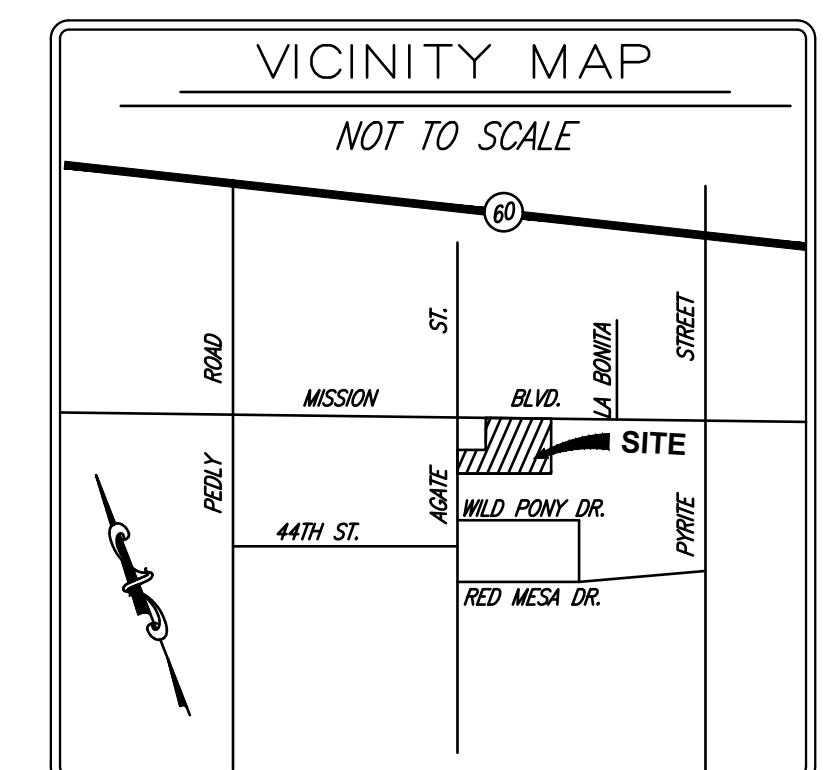 VICINITY MAP
NOT TO SCALE
60
ST.
STREET
ROAD
LA BONITA
MISSION
BLVD.
SITE
PEDLY
AGATE
PYRITE
WILD PONY DR.
44TH ST.
RED MESA DR.